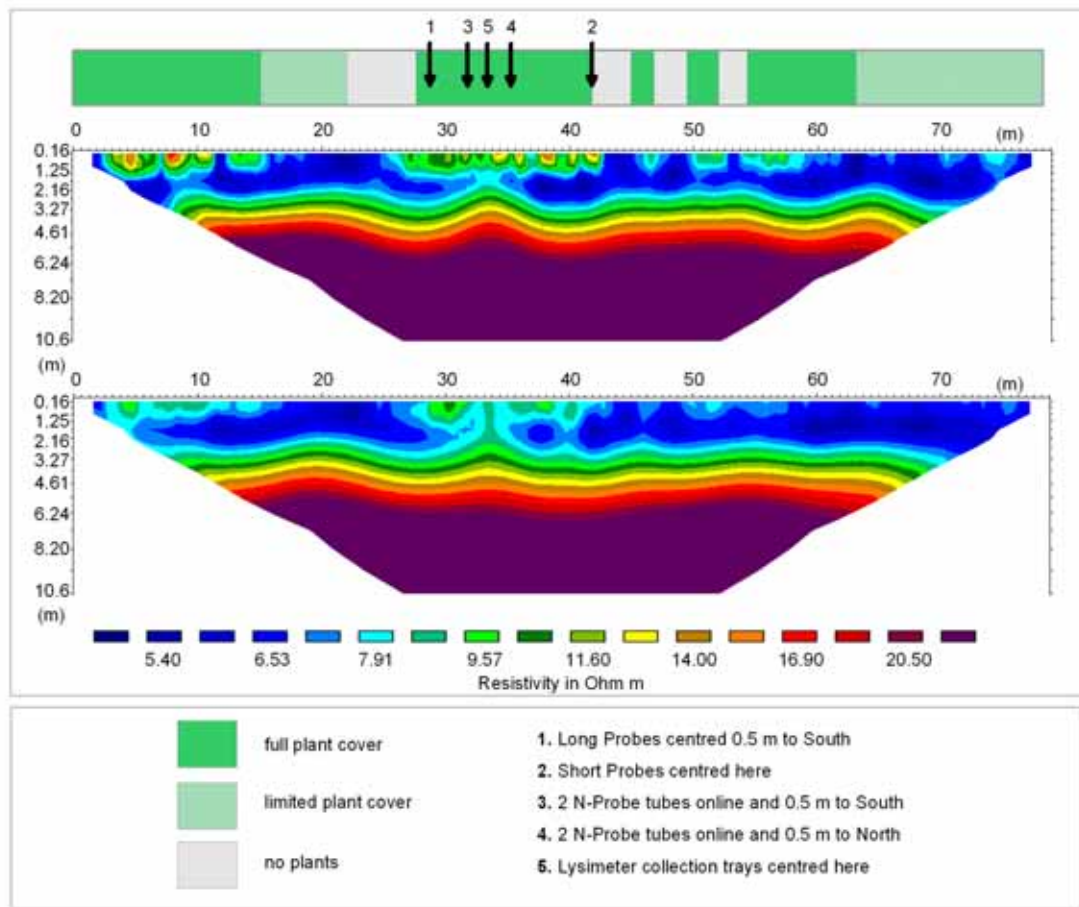 1 3 5 4 2
0 10 20 30 40 50 60 70 (m)
0.16
1.25
2.16
3.27
4.61
6.24
8.20
10.6
(m)
0 10 20 30 40 50 60 70 (m)
0.16
1.25
2.16
3.27
4.61
6.24
8.20
10.6
(m)
5.40 6.53 7.91 9.57 11.60 14.00 16.90 20.50
Resistivity in Ohm m
full plant cover
limited plant cover
no plants
1. Long Probes centred 0.5 m to South
2. Short Probes centred here
3. 2 N-Probe tubes online and 0.5 m to South
4. 2 N-Probe tubes online and 0.5 m to North
5. Lysimeter collection trays centred here